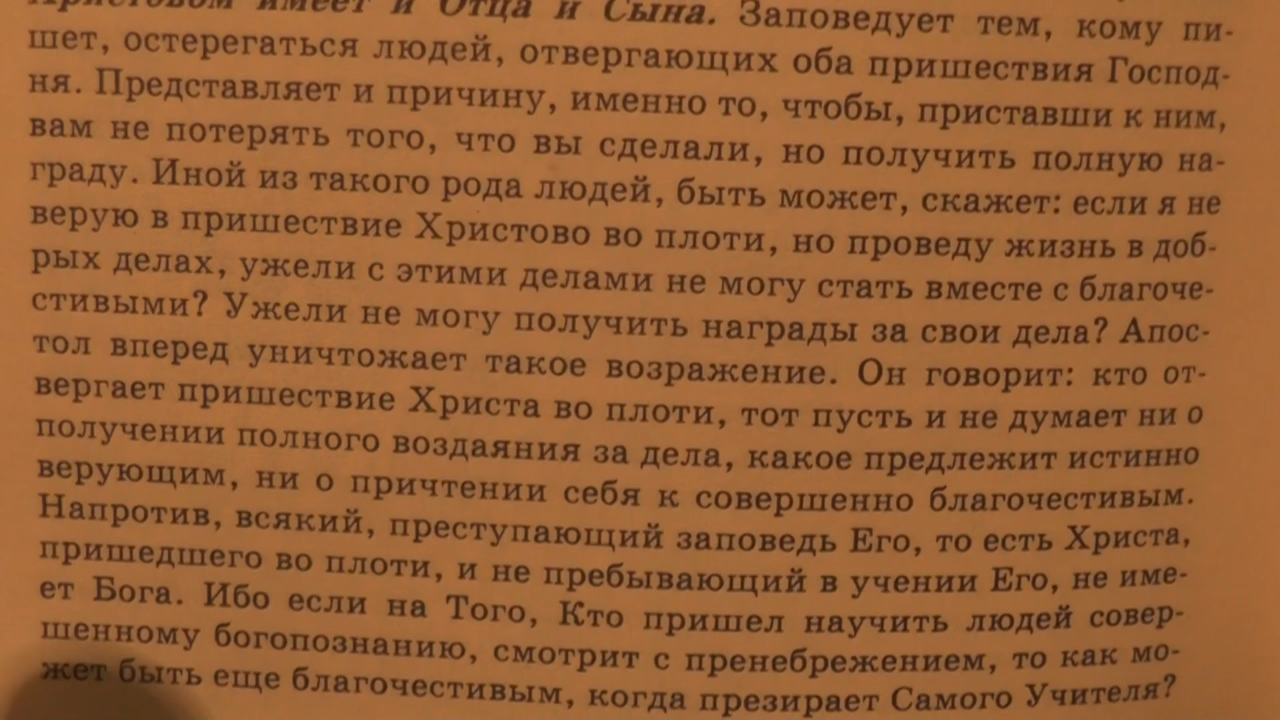 Христовом имеет и Отца и Сына. Заповедует тем, кому пи-
шет, остерегаться людей, отвергающих оба пришествия Господ-
ня. Представляет и причину, именно то, чтобы, приставши к ним,
вам не потерять того, что вы сделали, но получить полную на-
граду. Иной из такого рода людей, быть может, скажет: если я не
верую в пришествие Христово во плоти, но проведу жизнь в доб-
рых делах, ужели с этими делами не могу стать вместе с благоче-
стивыми? Ужели не могу получить награды за свои дела? Апос-
тол вперед уничтожает такое возражение. Он говорит: кто от-
вергает пришествие Христа во плоти, тот пусть и не думает ни о
получении полного воздаяния за дела, какое предлежит истинно
верующим, ни о причтении себя к совершенно благочестивым.
Напротив, всякий, преступающий заповедь Его, то есть Христа,
пришедшего во плоти, и не пребывающий в учении Его, не име-
ет Бога. Ибо если на Того, Кто пришел научить людей совер-
шенному богопознанию, смотрит с пренебрежением, то как мо-
жет быть еще благочестивым, когда презирает Самого Учителя?